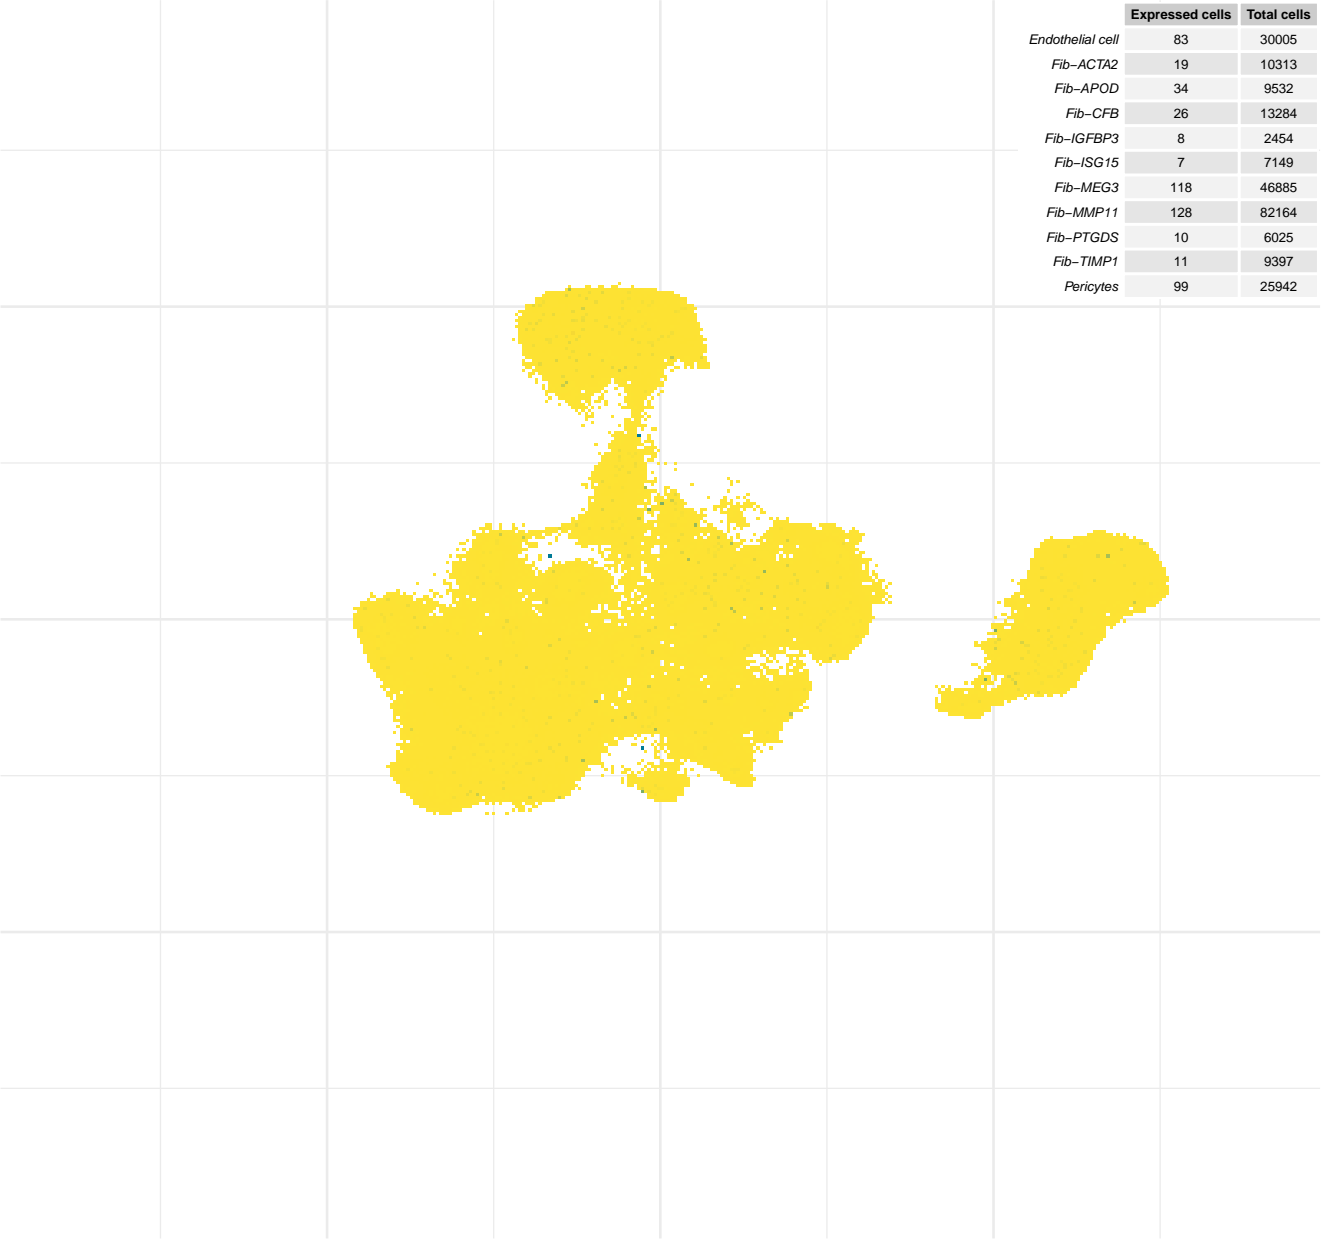 Expressed cells Total cells
Endothelial cell 83 30005
Fib−ACTA2 19 10313
Fib−APOD 34 9532
Fib−CFB 26 13284
Fib−IGFBP3 8 2454
Fib−ISG15 7 7149
Fib−MEG3 118 46885
Fib−MMP11 128 82164
Fib−PTGDS 10 6025
Fib−TIMP1 11 9397
Pericytes 99 25942